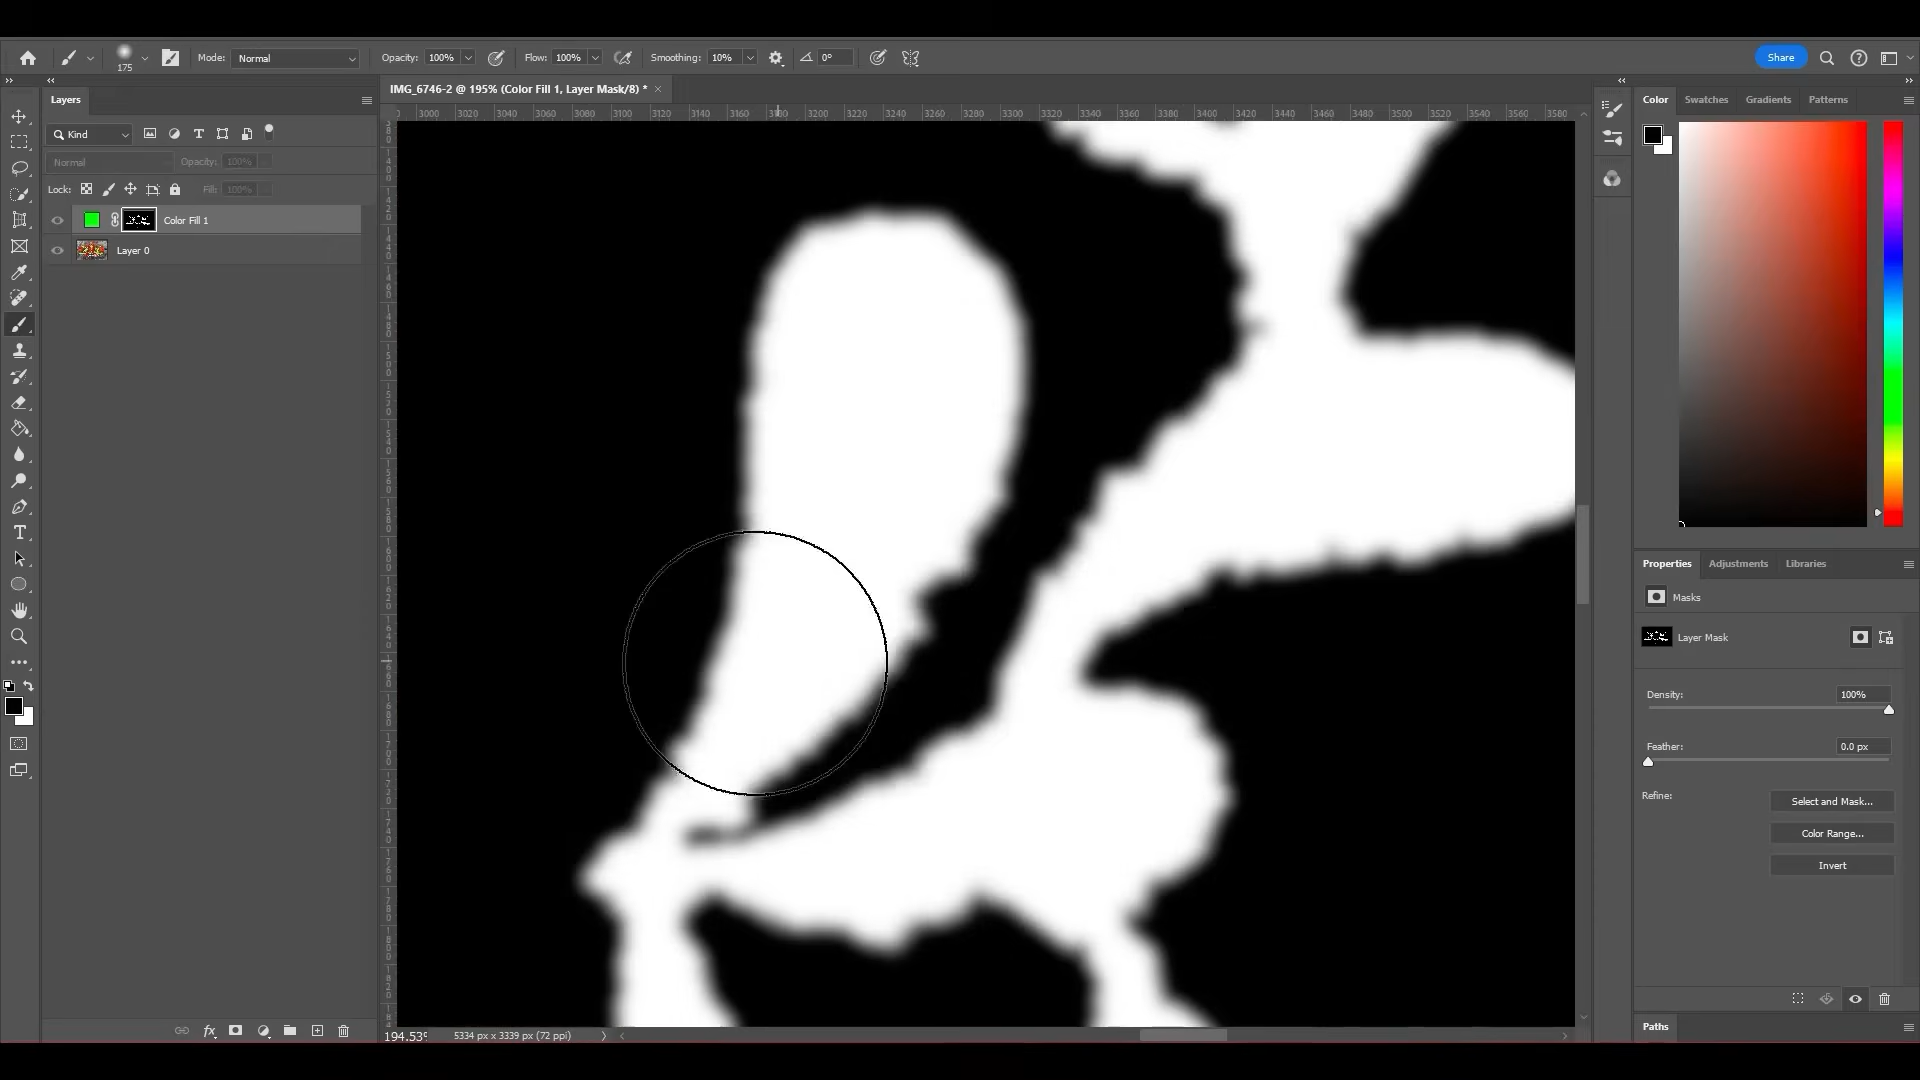 175
Mode:
Normal
Opacity: 100%
Flow: 100%
Smoothing: 10%
0°
Share
Layers
IMG_6746-2 @ 195% (Color Fill 1, Layer Mask/8) *
Color
Swatches
Gradients
Patterns
3000 3020 3040 3060 3080 3100 3120 3140 3160 3180 3200 3220 3240 3260 3280 3300 3320 3340 3360 3380 3400 3420 3440 3460 3480 3500 3520 3540 3560 3580
Kind
Normal
Opacity: 100%
Lock:
Fill: 100%
Color Fill 1
Layer 0
Properties
Adjustments
Libraries
Masks
Layer Mask
Density: 100%
Feather: 0.0 px
Refine:
Select and Mask...
Color Range...
Invert
fx
194.53%
5334 px x 3339 px (72 ppi)
Paths